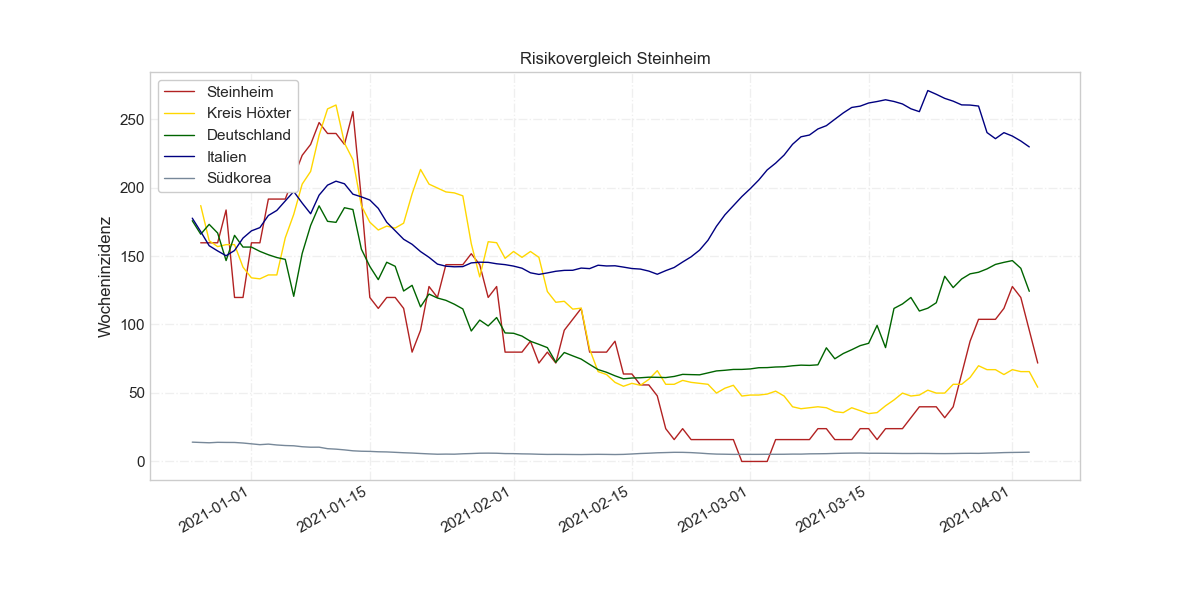 Risikovergleich Steinheim
Steinheim
Kreis Höxter
Deutschland
Italien
Südkorea
Wocheninzidenz
250
200
150
100
50
0
2021-01-01
2021-01-15
2021-02-01
2021-02-15
2021-03-01
2021-03-15
2021-04-01